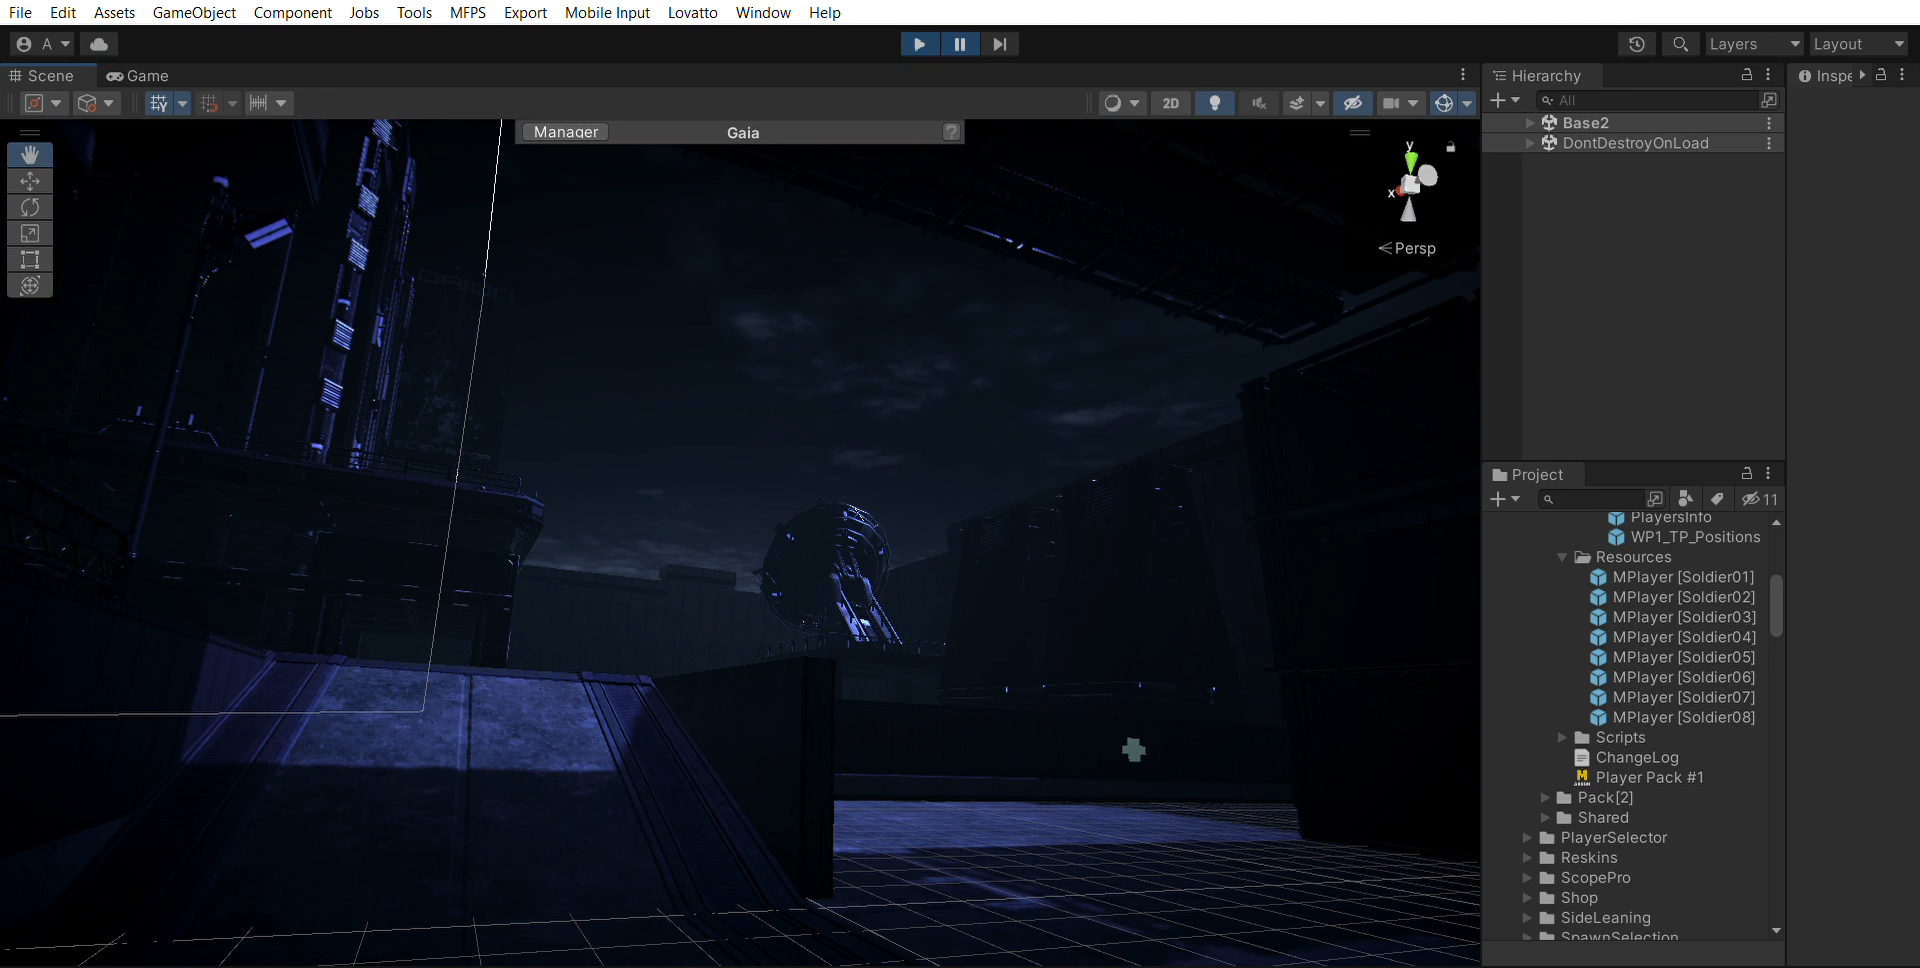 File Edit Assets GameObject Component Jobs Tools MFPS Export Mobile Input Lovatto Window Help
A Layers Layout
Scene Game
2D
Manager Gaia ?
y
x
Persp
ORION
Hierarchy
All
Base2
DontDestroyOnLoad
Inspe
Project
11
PlayersInfo
WP1_TP_Positions
Resources
MPlayer [Soldier01]
MPlayer [Soldier02]
MPlayer [Soldier03]
MPlayer [Soldier04]
MPlayer [Soldier05]
MPlayer [Soldier06]
MPlayer [Soldier07]
MPlayer [Soldier08]
Scripts
ChangeLog
Player Pack #1
Pack[2]
Shared
PlayerSelector
Reskins
ScopePro
Shop
SideLeaning
SpawnSelection